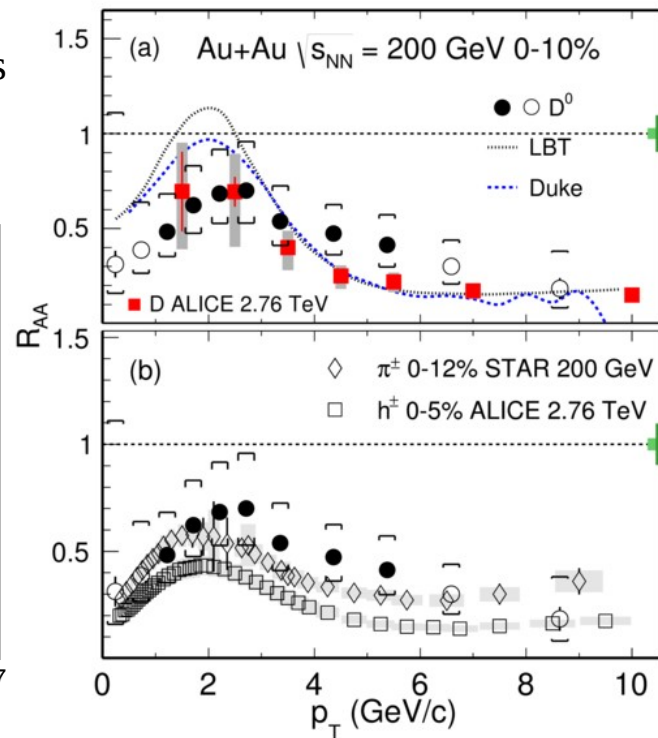 s
1.5
(a) Au+Au √sNN = 200 GeV 0-10%
D⁰
1
LBT
Duke
0.5
D ALICE 2.76 TeV
RAA
1.5
(b) π± 0-12% STAR 200 GeV
h± 0-5% ALICE 2.76 TeV
1
0.5
0 2 4 6 8 10
pT (GeV/c)